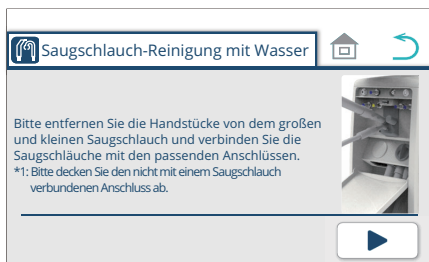 Saugschlauch-Reinigung mit Wasser
Bitte entfernen Sie die Handstücke von dem großen
und kleinen Saugschlauch und verbinden Sie die
Saugschläuche mit den passenden Anschlüssen.
*1: Bitte decken Sie den nicht mit einem Saugschlauch
verbundenen Anschluss ab.